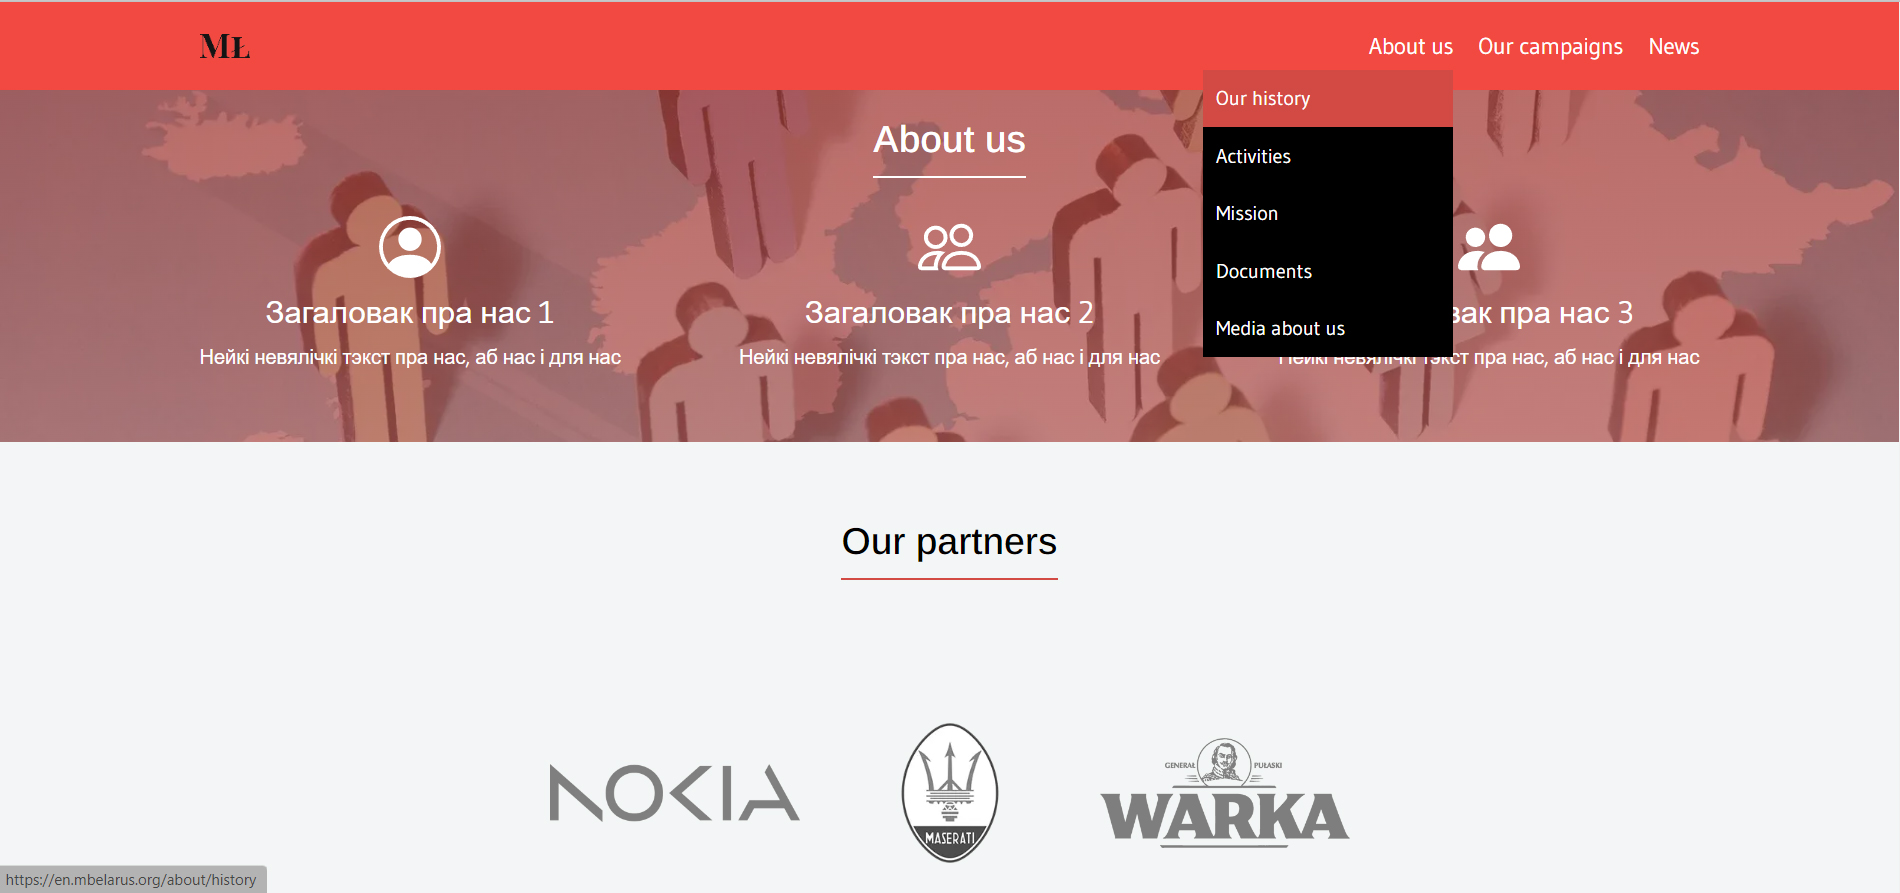 MŁ
About us
Our campaigns
News
Our history
Activities
Mission
Documents
Media about us
About us
Загаловак пра нас 1
Нейкі невялічкі тэкст пра нас, аб нас і для нас
Загаловак пра нас 2
Нейкі невялічкі тэкст пра нас, аб нас і для нас
пра нас 3
Нейкі невялічкі тэкст пра нас, аб нас і для нас
Our partners
NOKIA
MASERATI
GENERAŁ PUŁASKI
WARKA
https://en.mbelarus.org/about/history